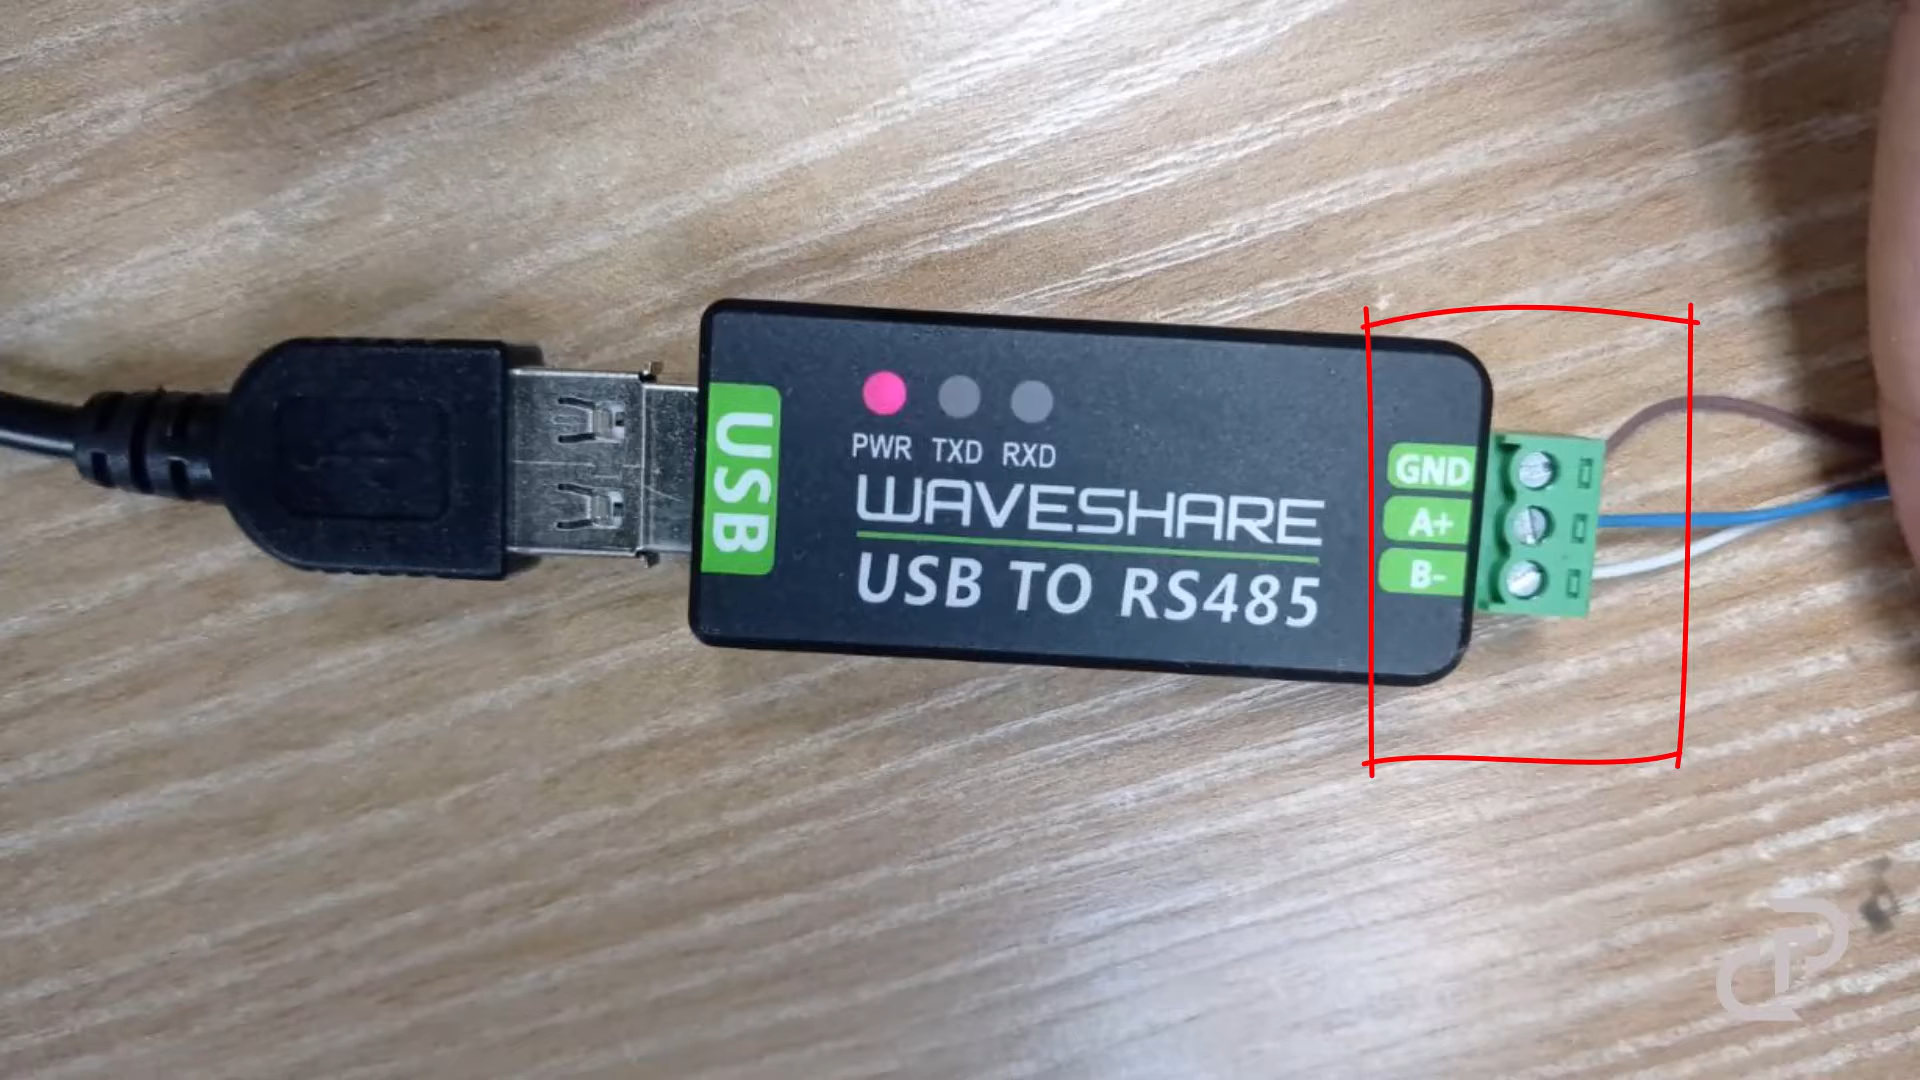 USB
PWR TXD RXD
WAVESHARE
USB TO RS485
GND
A+
B-